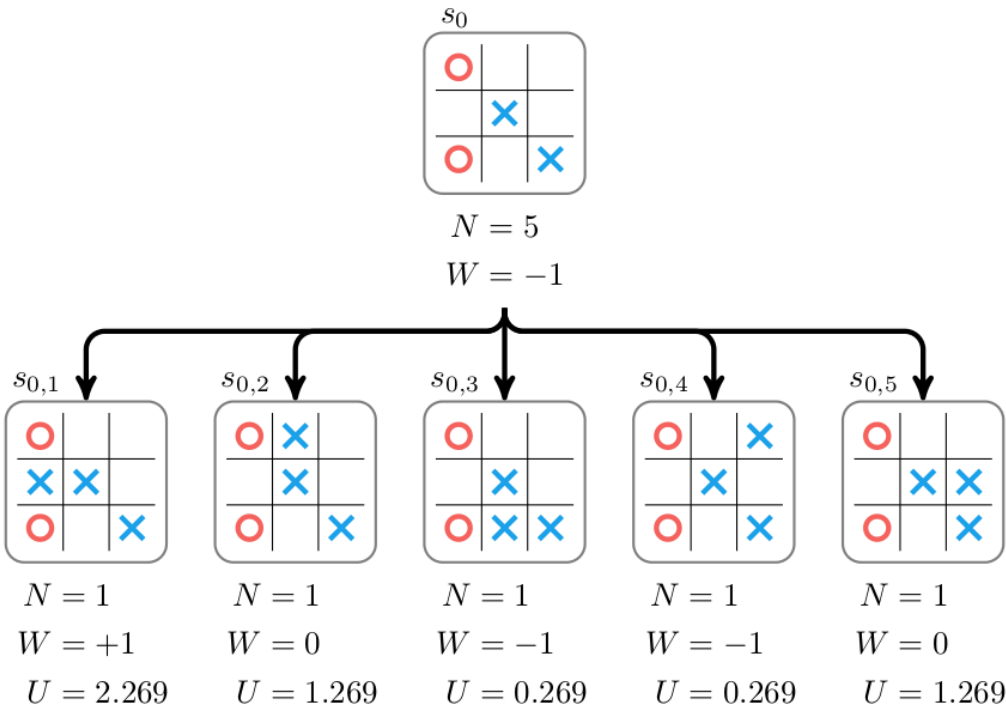 s₀
N = 5
W = −1
s₀,₁ s₀,₂ s₀,₃ s₀,₄ s₀,₅
N = 1 N = 1 N = 1 N = 1 N = 1
W = +1 W = 0 W = −1 W = −1 W = 0
U = 2.269 U = 1.269 U = 0.269 U = 0.269 U = 1.269